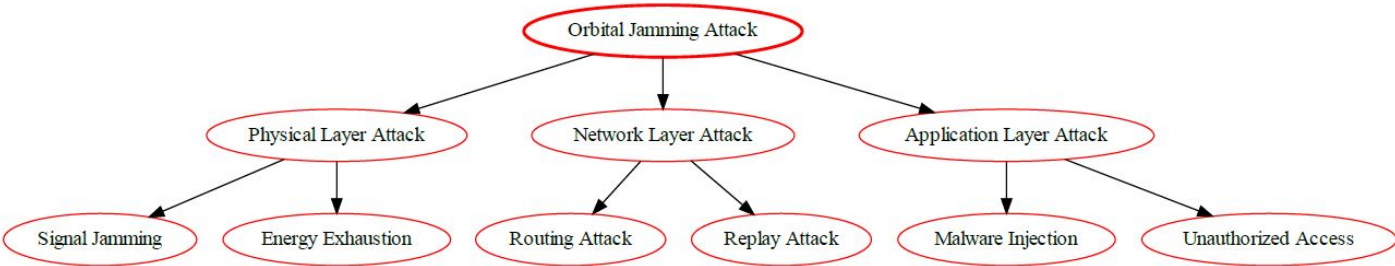 Orbital Jamming Attack
Physical Layer Attack
Network Layer Attack
Application Layer Attack
Signal Jamming
Energy Exhaustion
Routing Attack
Replay Attack
Malware Injection
Unauthorized Access